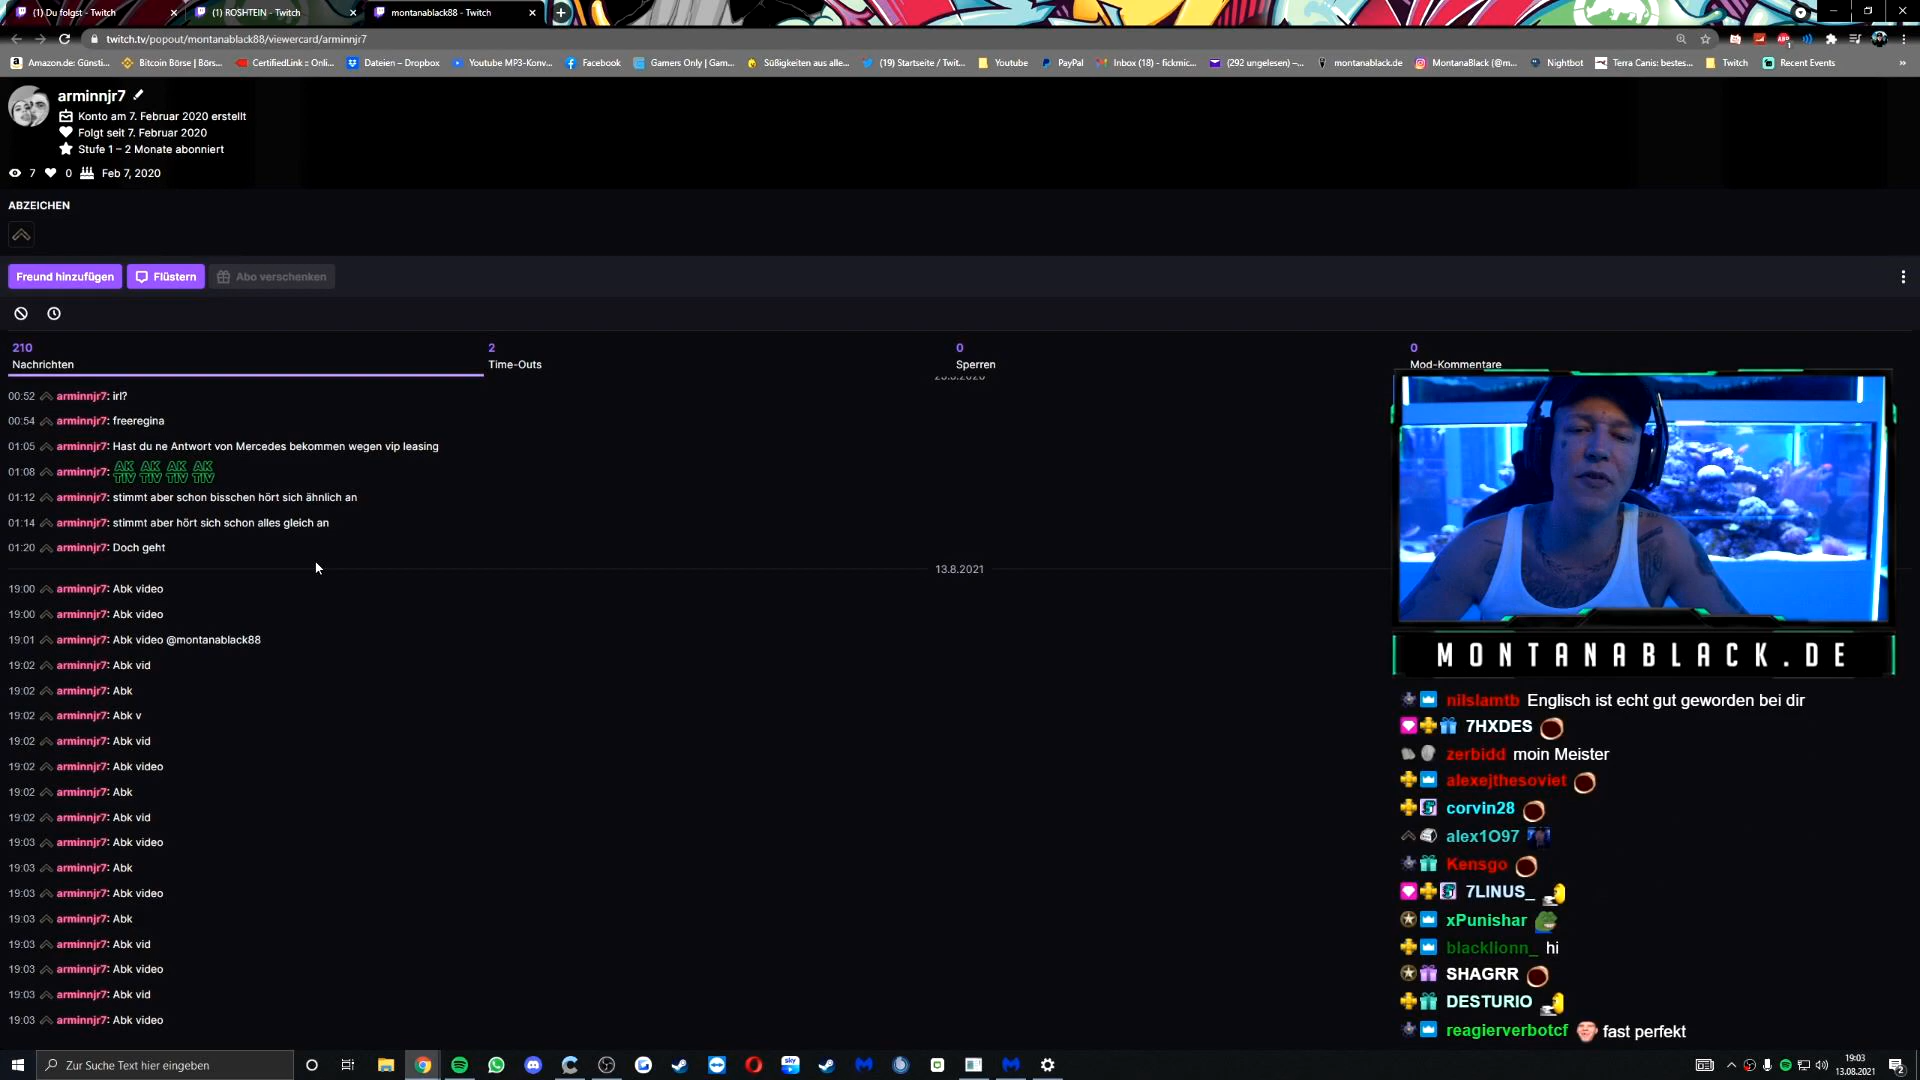 (1) Du folgst - Twitch
(1) ROSHTEIN - Twitch
montanablack88 - Twitch
twitch.tv/popout/montanablack88/viewercard/arminnjr7
Amazon.de: Günsti...
Bitcoin Börse | Börs...
CertifiedLink :: Onli...
Dateien – Dropbox
Youtube MP3-Konv...
Facebook
Gamers Only | Gam...
Süßigkeiten aus alle...
(19) Startseite / Twit...
Youtube
PayPal
Inbox (18) - fickmic...
(292 ungelesen) –...
montanablack.de
MontanaBlack (@m...
Nightbot
Terra Canis: bestes...
Twitch
Recent Events
arminnjr7
Konto am 7. Februar 2020 erstellt
Folgt seit 7. Februar 2020
Stufe 1 – 2 Monate abonniert
7 0 Feb 7, 2020
ABZEICHEN
Freund hinzufügen
Flüstern
Abo verschenken
210
Nachrichten
2
Time-Outs
0
Sperren
0
Mod-Kommentare
00:52 arminnjr7: irl?
00:54 arminnjr7: freeregina
01:05 arminnjr7: Hast du ne Antwort von Mercedes bekommen wegen vip leasing
01:08 arminnjr7: AK TIV AK TIV AK TIV AK TIV
01:12 arminnjr7: stimmt aber schon bisschen hört sich ähnlich an
01:14 arminnjr7: stimmt aber hört sich schon alles gleich an
01:20 arminnjr7: Doch geht
13.8.2021
19:00 arminnjr7: Abk video
19:00 arminnjr7: Abk video
19:01 arminnjr7: Abk video @montanablack88
19:02 arminnjr7: Abk vid
19:02 arminnjr7: Abk
19:02 arminnjr7: Abk v
19:02 arminnjr7: Abk vid
19:02 arminnjr7: Abk video
19:02 arminnjr7: Abk
19:02 arminnjr7: Abk vid
19:03 arminnjr7: Abk video
19:03 arminnjr7: Abk
19:03 arminnjr7: Abk video
19:03 arminnjr7: Abk
19:03 arminnjr7: Abk vid
19:03 arminnjr7: Abk video
19:03 arminnjr7: Abk vid
19:03 arminnjr7: Abk video
MONTANABLACK.DE
nilslamtb Englisch ist echt gut geworden bei dir
7HXDES
zerbidd moin Meister
alexejthesoviet
corvin28
alex1O97
Kensgo
7LINUS_
xPunishar
blacklionn_ hi
SHAGRR
DESTURIO
reagierverbotcf fast perfekt
Zur Suche Text hier eingeben
sky
19:03
13.08.2021
2